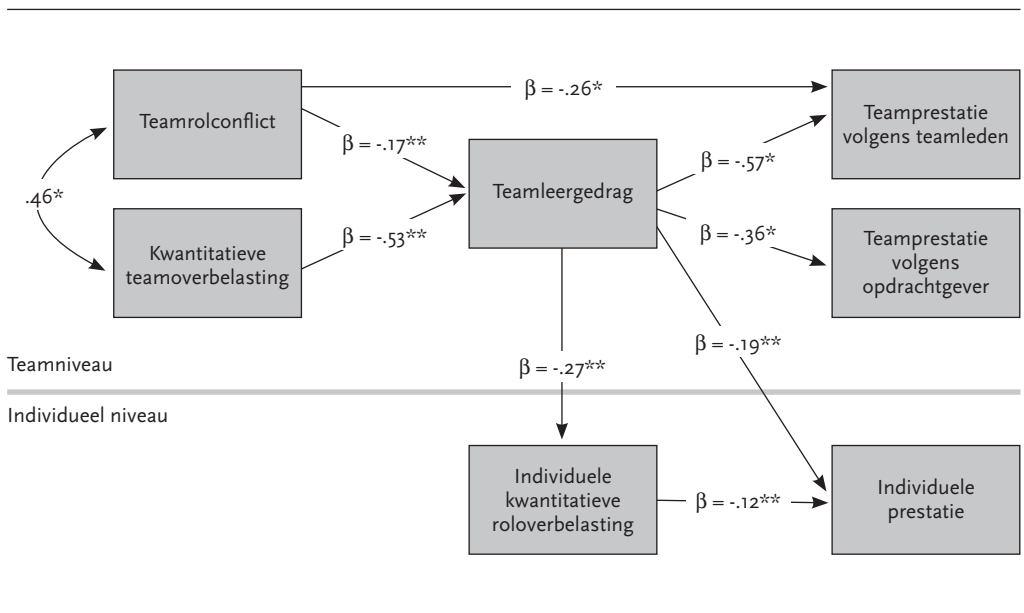 Teamrolconflict
β = -.26*
Teamprestatie
volgens teamleden
β = -.17**
Teamleergedrag
β = -.57*
.46*
Kwantitatieve
teamoverbelasting
β = -.53**
β = -.36*
Teamprestatie
volgens
opdrachtgever
β = -.19**
Teamniveau
β = -.27**
Individueel niveau
Individuele
kwantitatieve
roloverbelasting
β = -.12**
Individuele
prestatie